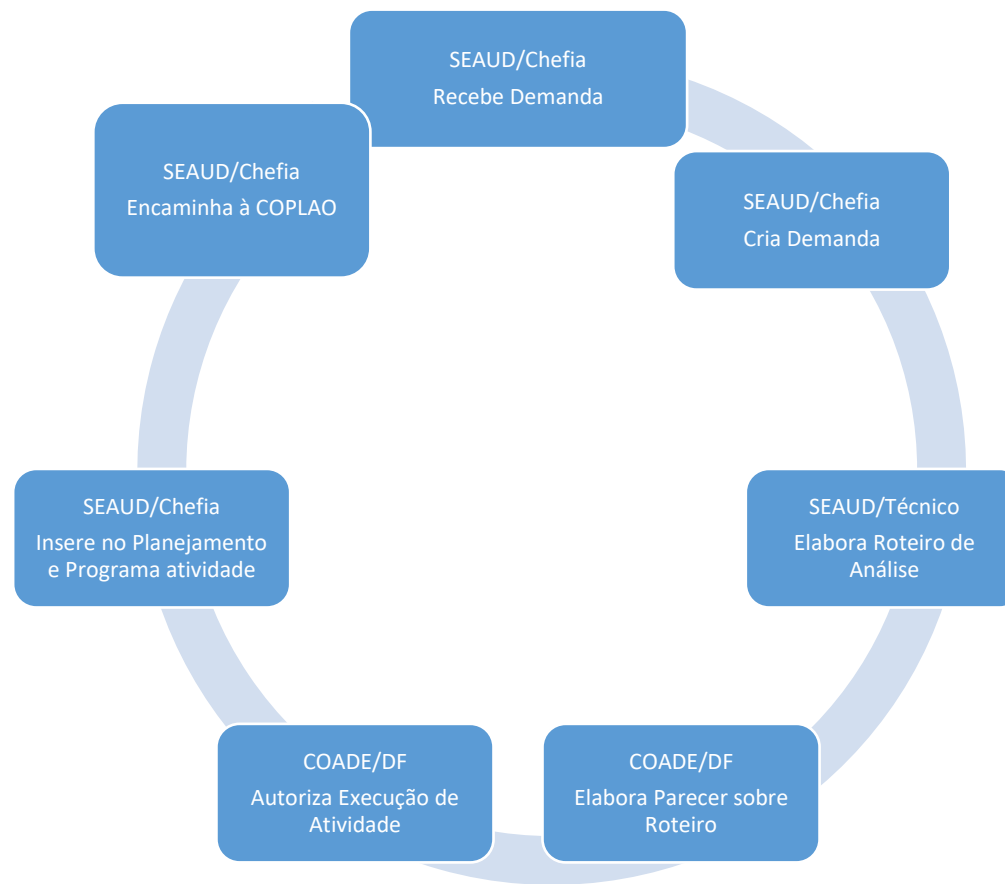 SEAUD/Chefia
Recebe Demanda
SEAUD/Chefia
Cria Demanda
SEAUD/Técnico
Elabora Roteiro de
Análise
COADE/DF
Elabora Parecer sobre
Roteiro
COADE/DF
Autoriza Execução de
Atividade
SEAUD/Chefia
Insere no Planejamento
e Programa atividade
SEAUD/Chefia
Encaminha à COPLAO